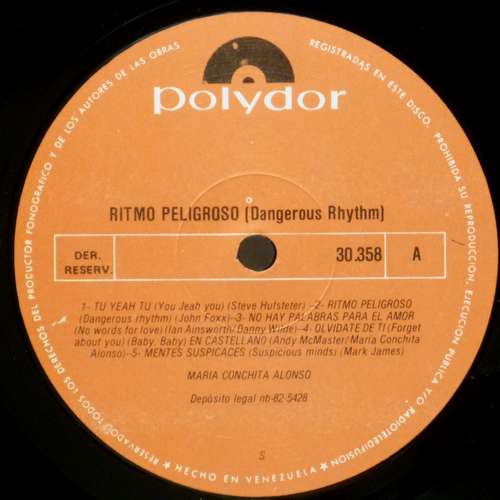 polydor
RITMO PELIGROSO (Dangerous Rhythm)
DER.
RESERV.
30.358
A
1- TU YEAH TU (You Jeah you) (Steve Hufsteter) -2- RITMO PELIGROSO
(Dangerous rhythm) (John Foxx)-3- NO HAY PALABRAS PARA EL AMOR
(No words for love) (Ian Ainsworth/Danny Wilde)-4- OLVIDATE DE TI (Forget
about you) (Baby, Baby) EN CASTELLANO (Andy McMaster/Maria Conchita
Alonso)-5- MENTES SUSPICACES (Suspicious minds) (Mark James)
MARIA CONCHITA ALONSO
Depósito legal nb-82-5428
S
RESERVADOS TODOS LOS DERECHOS DEL PRODUCTOR FONOGRAFICO Y DE LOS AUTORES DE LAS OBRAS
REGISTRADAS EN ESTE DISCO. PROHIBIDA SU REPRODUCCION, EJECUCION PUBLICA Y/O RADIOTELEDIFUSION
★ HECHO EN VENEZUELA ★